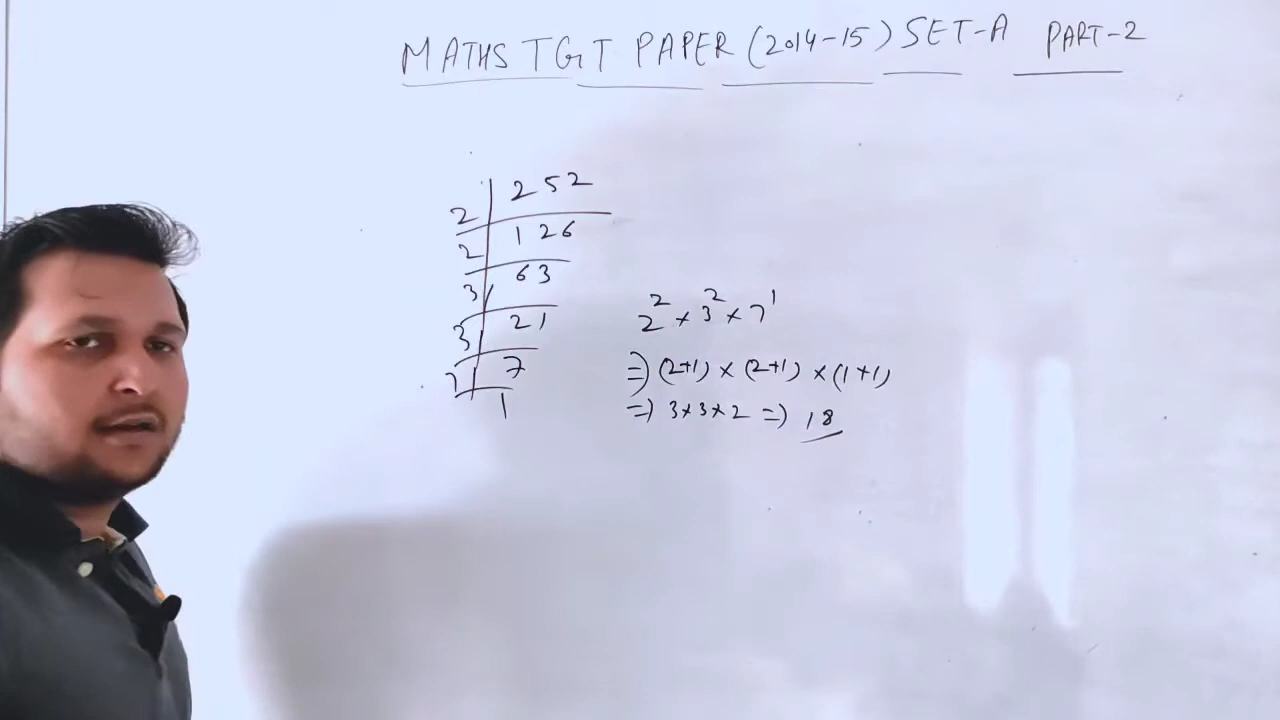 MATHS TGT PAPER (2014-15) SET-A PART-2
2 | 252
2 | 126
3 | 63
3 | 21
7 | 7
1
2² × 3² × 7¹
⇒ (2+1) × (2+1) × (1+1)
⇒ 3×3×2 ⇒ 18